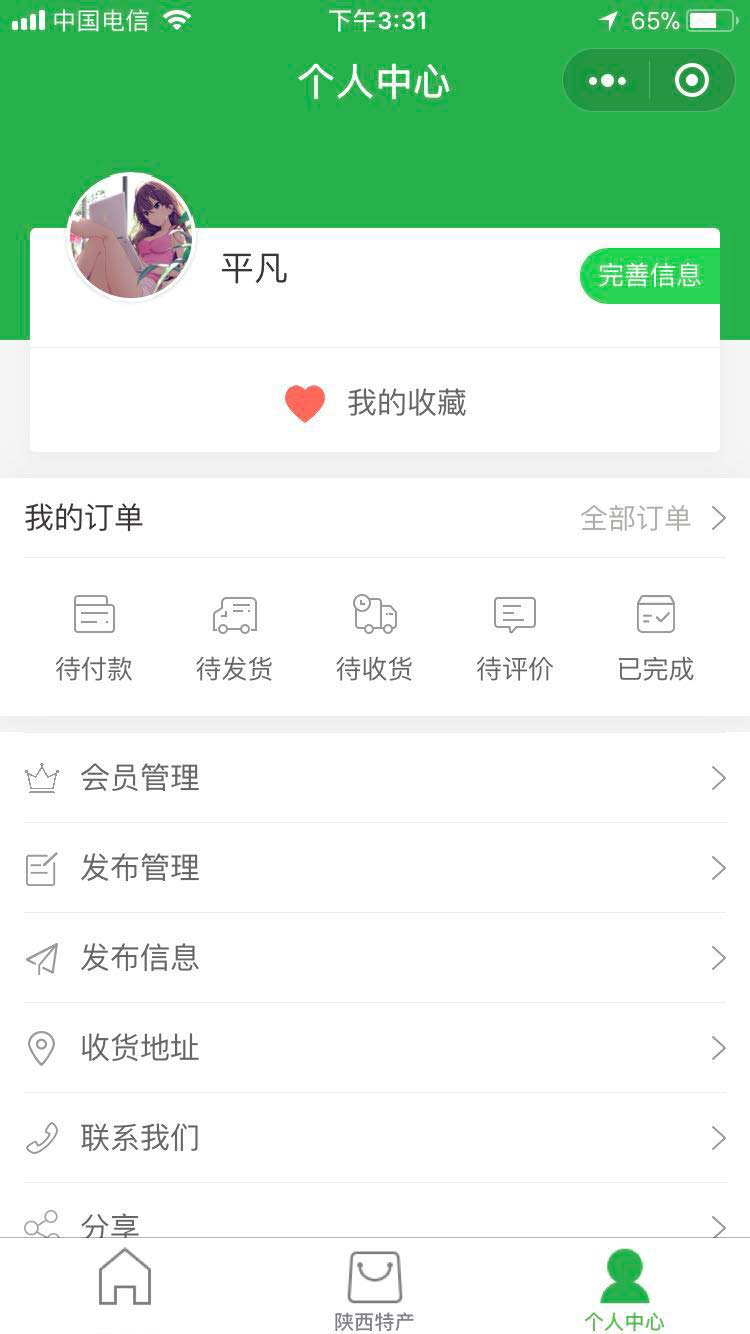 中国电信 下午3:31 65%
个人中心
平凡
完善信息
我的收藏
我的订单 全部订单
待付款 待发货 待收货 待评价 已完成
会员管理
发布管理
发布信息
收货地址
联系我们
分享
陕西特产 个人中心